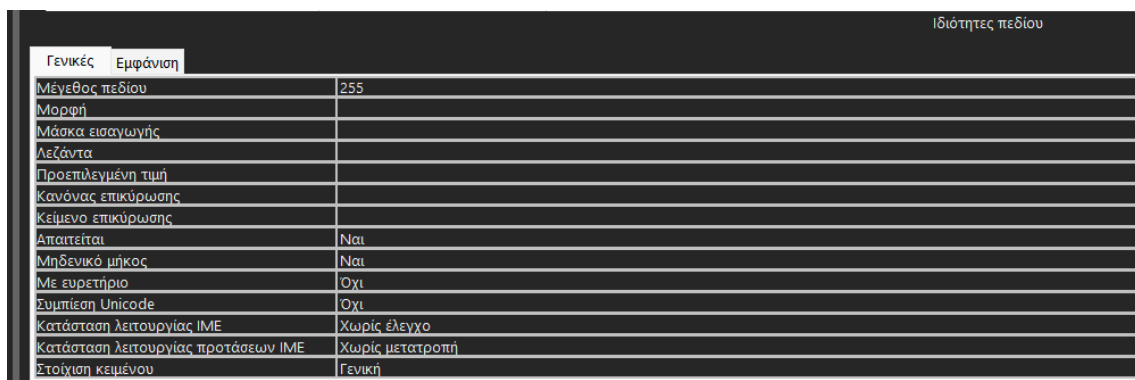 Ιδιότητες πεδίου
Γενικές Εμφάνιση
Μέγεθος πεδίου 255
Μορφή
Μάσκα εισαγωγής
Λεζάντα
Προεπιλεγμένη τιμή
Κανόνας επικύρωσης
Κείμενο επικύρωσης
Απαιτείται Ναι
Μηδενικό μήκος Ναι
Με ευρετήριο Όχι
Συμπίεση Unicode Όχι
Κατάσταση λειτουργίας IME Χωρίς έλεγχο
Κατάσταση λειτουργίας προτάσεων IME Χωρίς μετατροπή
Στοίχιση κειμένου Γενική